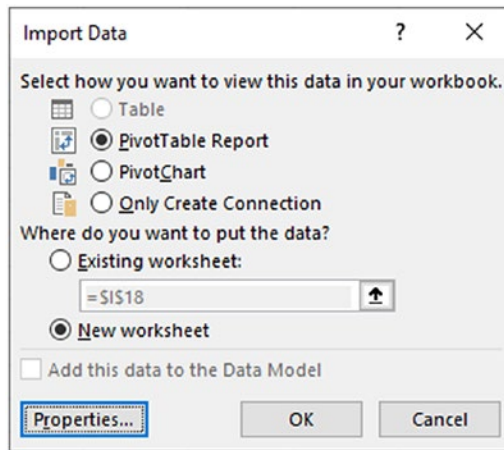 Import Data ? ×
Select how you want to view this data in your workbook.
Table
PivotTable Report
PivotChart
Only Create Connection
Where do you want to put the data?
Existing worksheet:
=$I$18
New worksheet
Add this data to the Data Model
Properties... OK Cancel